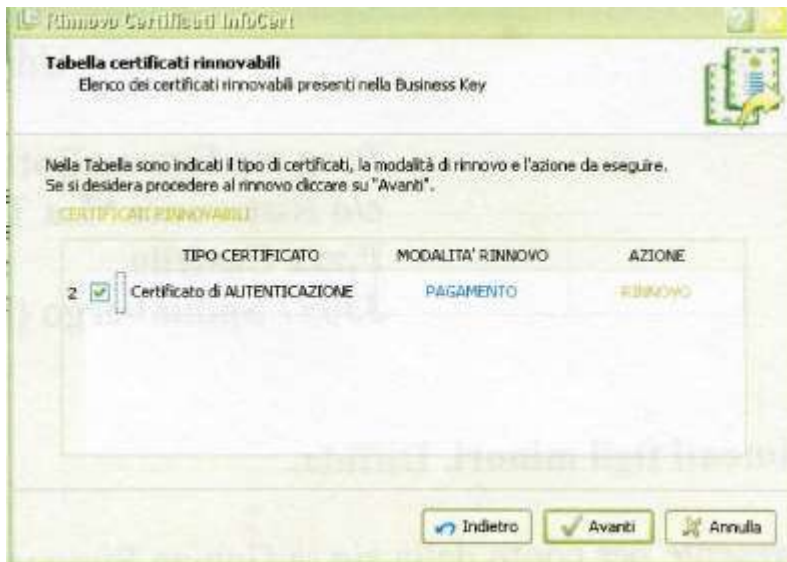 Rinnovo Certificati InfoCert
Tabella certificati rinnovabili
Elenco dei certificati rinnovabili presenti nella Business Key
Nella Tabella sono indicati il tipo di certificati, la modalità di rinnovo e l'azione da eseguire.
Se si desidera procedere al rinnovo cliccare su "Avanti".
CERTIFICATI RINNOVABILI
TIPO CERTIFICATO MODALITA' RINNOVO AZIONE
2 Certificato di AUTENTICAZIONE PAGAMENTO RINNOVO
Indietro Avanti Annulla